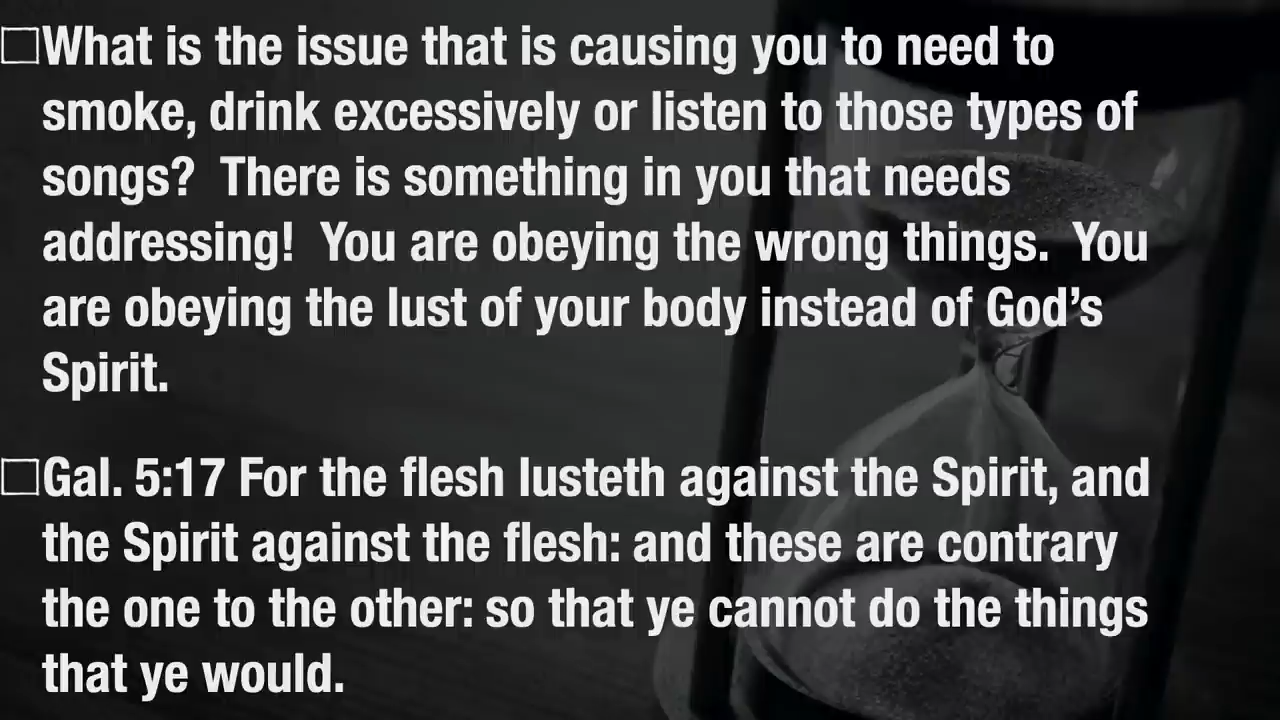 What is the issue that is causing you to need to
smoke, drink excessively or listen to those types of
songs?  There is something in you that needs
addressing!  You are obeying the wrong things.  You
are obeying the lust of your body instead of God’s
Spirit.
Gal. 5:17 For the flesh lusteth against the Spirit, and
the Spirit against the flesh: and these are contrary
the one to the other: so that ye cannot do the things
that ye would.